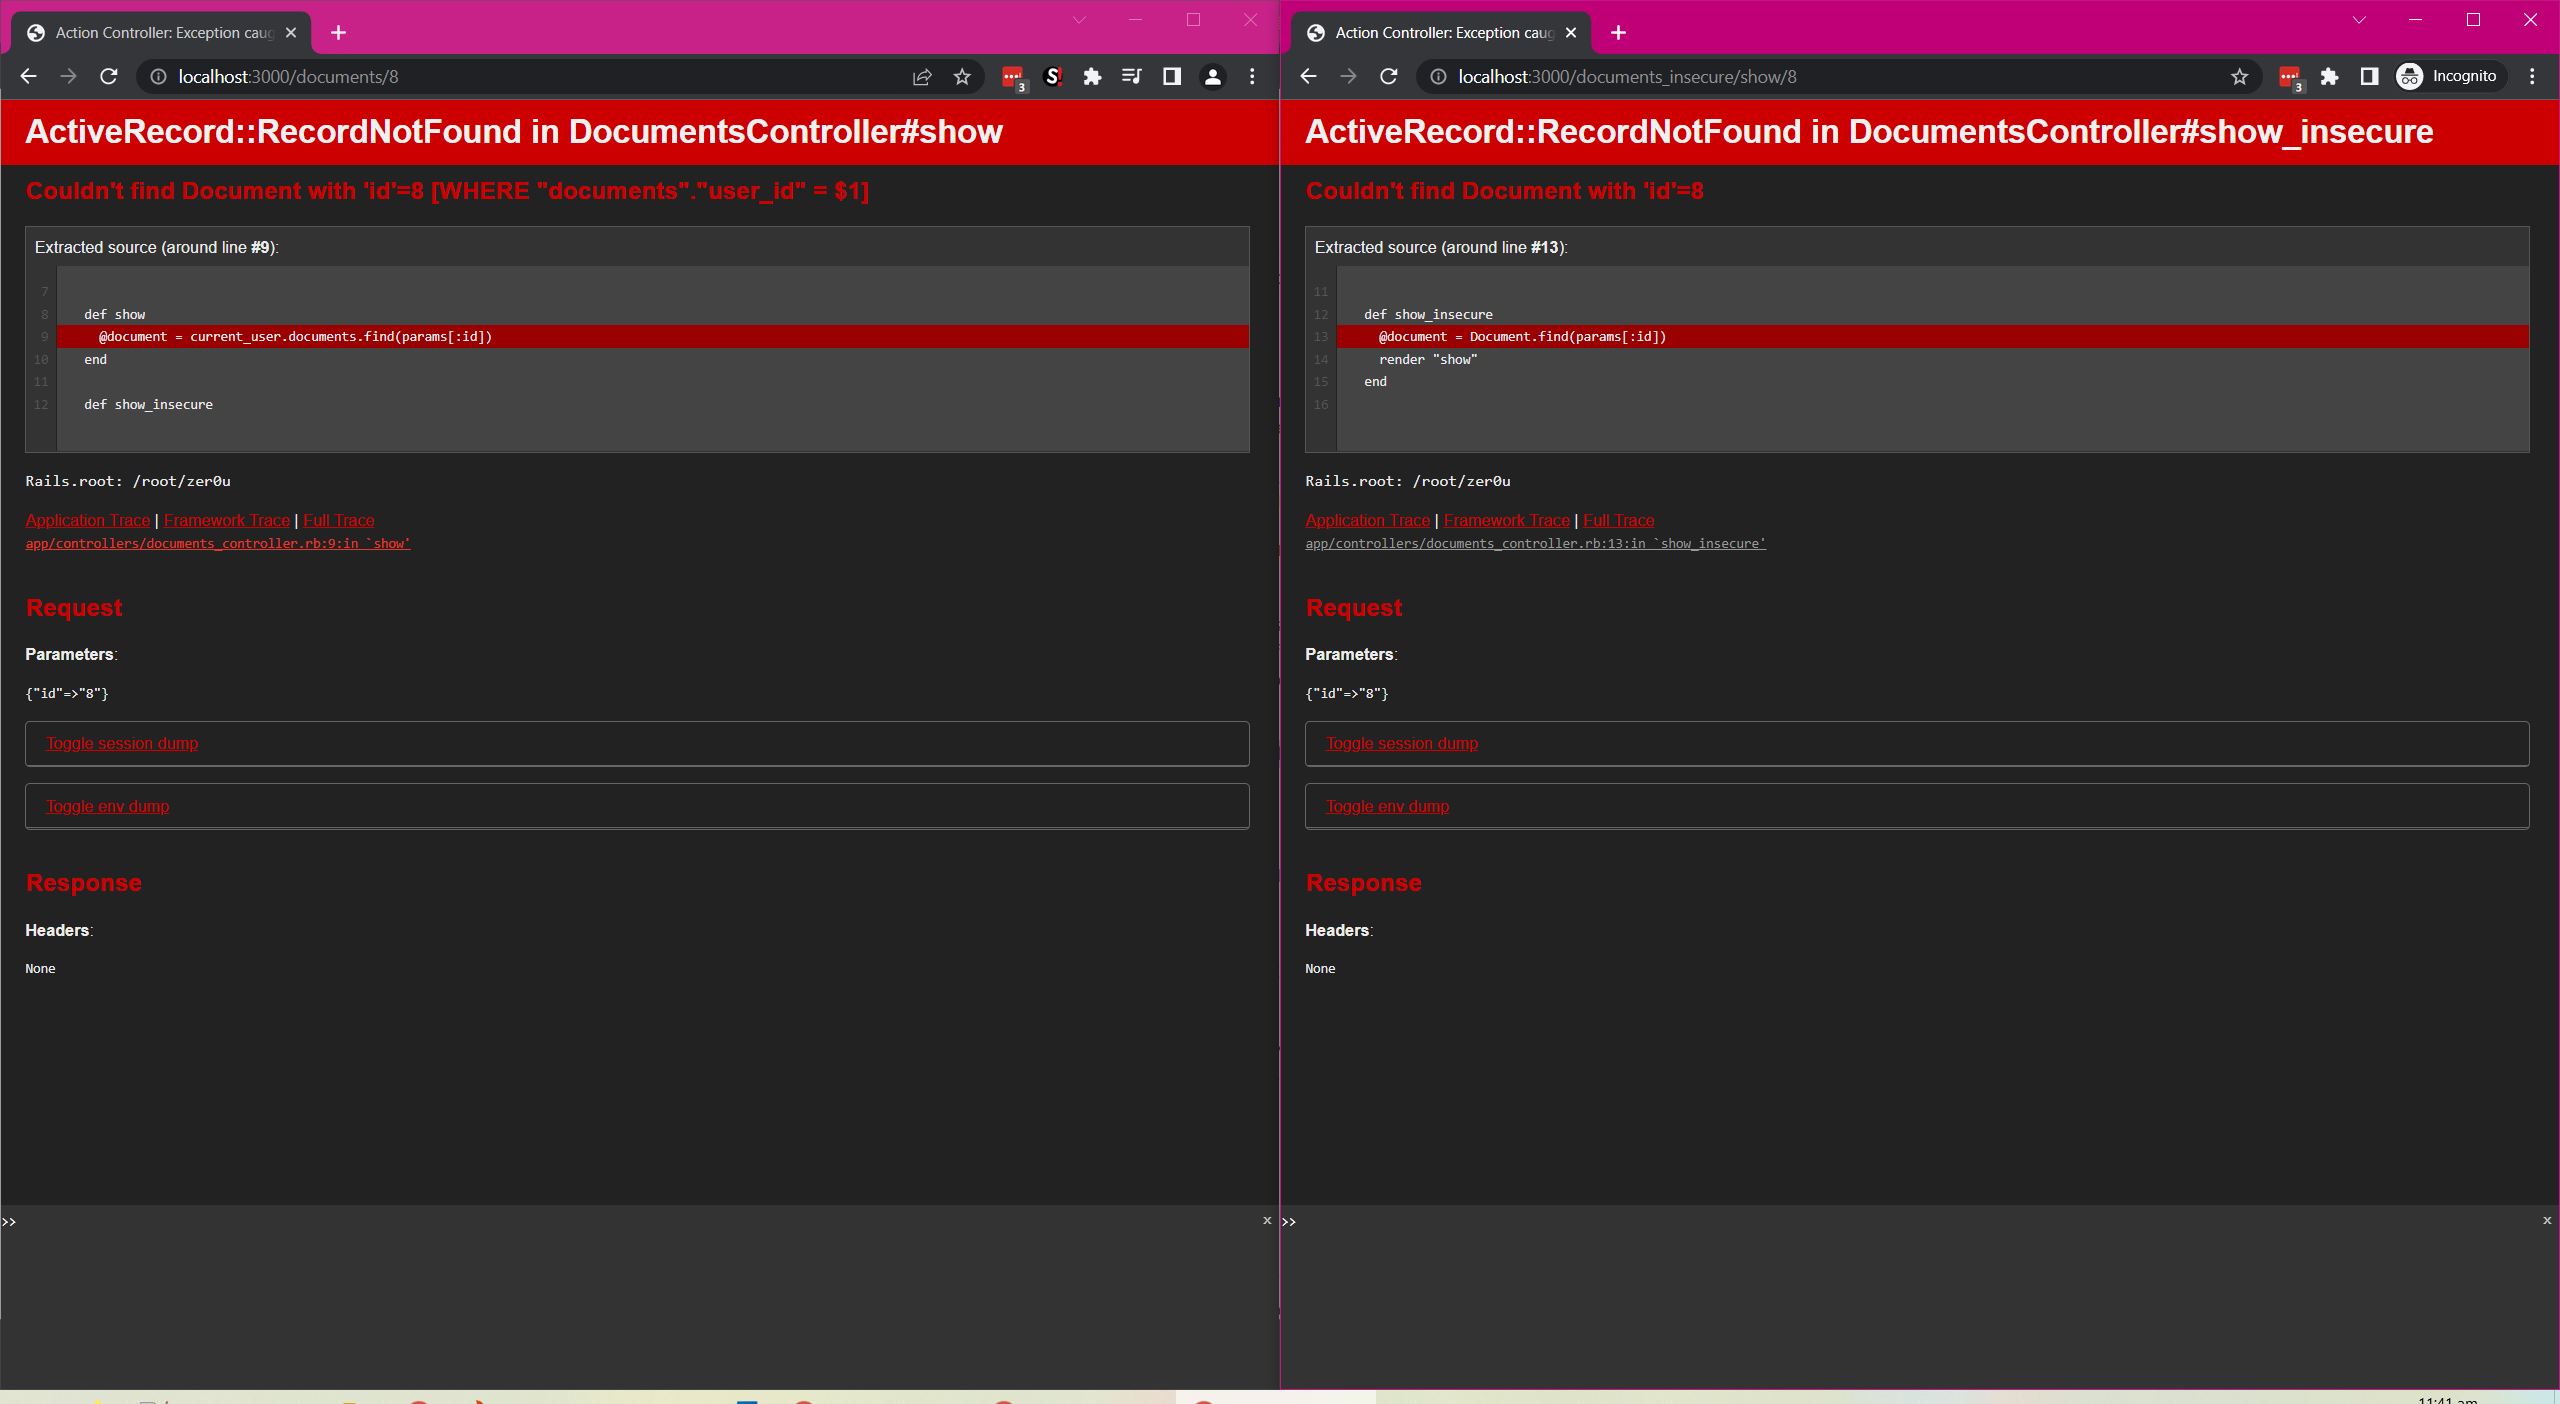 Action Controller: Exception caug
localhost:3000/documents/8
3
ActiveRecord::RecordNotFound in DocumentsController#show
Couldn't find Document with 'id'=8 [WHERE "documents"."user_id" = $1]
Extracted source (around line #9):
7
8 def show
9 @document = current_user.documents.find(params[:id])
10 end
11
12 def show_insecure
Rails.root: /root/zer0u
Application Trace | Framework Trace | Full Trace
app/controllers/documents_controller.rb:9:in `show'
Request
Parameters:
{"id"=>"8"}
Toggle session dump
Toggle env dump
Response
Headers:
None
>>
x
Action Controller: Exception caug
localhost:3000/documents_insecure/show/8
3
Incognito
ActiveRecord::RecordNotFound in DocumentsController#show_insecure
Couldn't find Document with 'id'=8
Extracted source (around line #13):
11
12 def show_insecure
13 @document = Document.find(params[:id])
14 render "show"
15 end
16
Rails.root: /root/zer0u
Application Trace | Framework Trace | Full Trace
app/controllers/documents_controller.rb:13:in `show_insecure'
Request
Parameters:
{"id"=>"8"}
Toggle session dump
Toggle env dump
Response
Headers:
None
>>
x
11:41 am